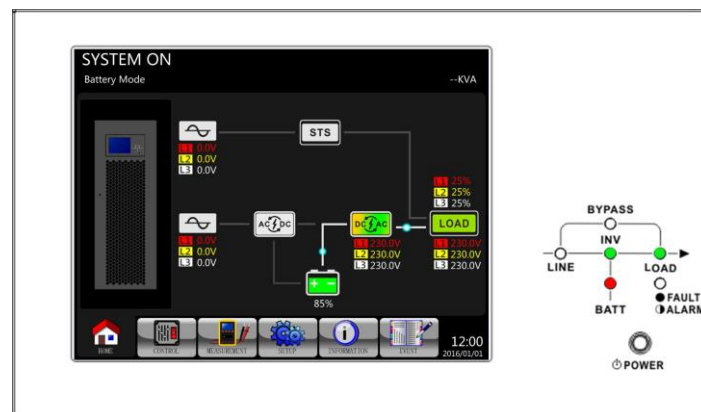 SYSTEM ON
Battery Mode
--KVA
L1 0.0V
L2 0.0V
L3 0.0V
STS
L1 25%
L2 25%
L3 25%
AC DC
DC AC
LOAD
L1 0.0V
L2 0.0V
L3 0.0V
L1 230.0V
L2 230.0V
L3 230.0V
L1 230.0V
L2 230.0V
L3 230.0V
85%
HOME
CONTROL
MEASUREMENT
SETUP
INFORMATION
EVENT
12:00
2016/01/01
BYPASS
INV
LINE
LOAD
BATT
FAULT
ALARM
POWER